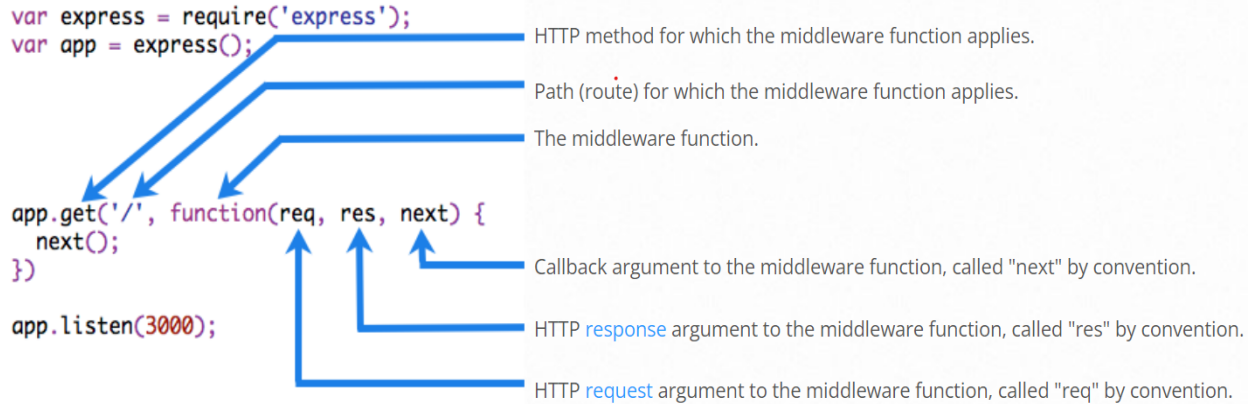 var express = require('express');
var app = express();
HTTP method for which the middleware function applies.
Path (route) for which the middleware function applies.
The middleware function.
app.get('/', function(req, res, next) {
  next();
})
app.listen(3000);
Callback argument to the middleware function, called "next" by convention.
HTTP response argument to the middleware function, called "res" by convention.
HTTP request argument to the middleware function, called "req" by convention.